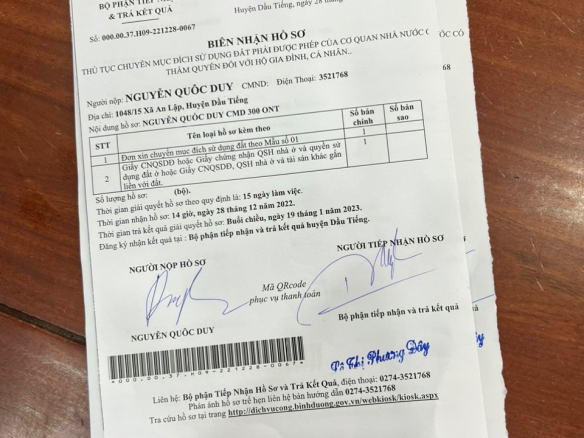 BỘ PHẬN TIẾP NHẬN
& TRẢ KẾT QUẢ
Huyện Dầu Tiếng, ngày 28 tháng
Số: 000.00.37.H09-221228-0067
BIÊN NHẬN HỒ SƠ
THỦ TỤC CHUYỂN MỤC ĐÍCH SỬ DỤNG ĐẤT PHẢI ĐƯỢC PHÉP CỦA CƠ QUAN NHÀ NƯỚC CÓ
THẨM QUYỀN ĐỐI VỚI HỘ GIA ĐÌNH, CÁ NHÂN..
Người nộp: NGUYỄN QUỐC DUY CMND: Điện Thoại: 3521768
Địa chỉ: 1048/15 Xã An Lập, Huyện Dầu Tiếng
Nội dung hồ sơ: NGUYỄN QUỐC DUY CMD 300 ONT
STT Tên loại hồ sơ kèm theo Số bản chính Số bản sao
1 Đơn xin chuyển mục đích sử dụng đất theo Mẫu số 01 1
2 Giấy CNQSDĐ hoặc Giấy chứng nhận QSH nhà ở và quyền sử 1
dụng đất ở hoặc Giấy CNQSDĐ, QSH nhà ở và tài sản khác gắn
liền với đất.
Số lượng hồ sơ: (bộ).
Thời gian giải quyết hồ sơ theo quy định là: 15 ngày làm việc.
Thời gian nhận hồ sơ: 14 giờ, ngày 28 tháng 12 năm 2022.
Thời gian trả kết quả giải quyết hồ sơ: Buổi chiều, ngày 19 tháng 1 năm 2023.
Đăng ký nhận kết quả tại : Bộ phận tiếp nhận và trả kết quả huyện Dầu Tiếng.
NGƯỜI NỘP HỒ SƠ
NGƯỜI TIẾP NHẬN HỒ SƠ
Mã QRcode
phục vụ thanh toán
NGUYỄN QUỐC DUY
Bộ phận tiếp nhận và trả kết quả
*000.00.37.H09-221228-0067*
Tô Thị Phương Đây
Liên hệ: Bộ phận Tiếp Nhận Hồ Sơ và Trả Kết Quả, điện thoại: 0274-3521768
Phản ánh hồ sơ trễ hẹn liên hệ bàn hướng dẫn 0274-3521768
Tra cứu hồ sơ tại trang http://dichvucong.binhduong.gov.vn/webkiosk/kiosk.aspx